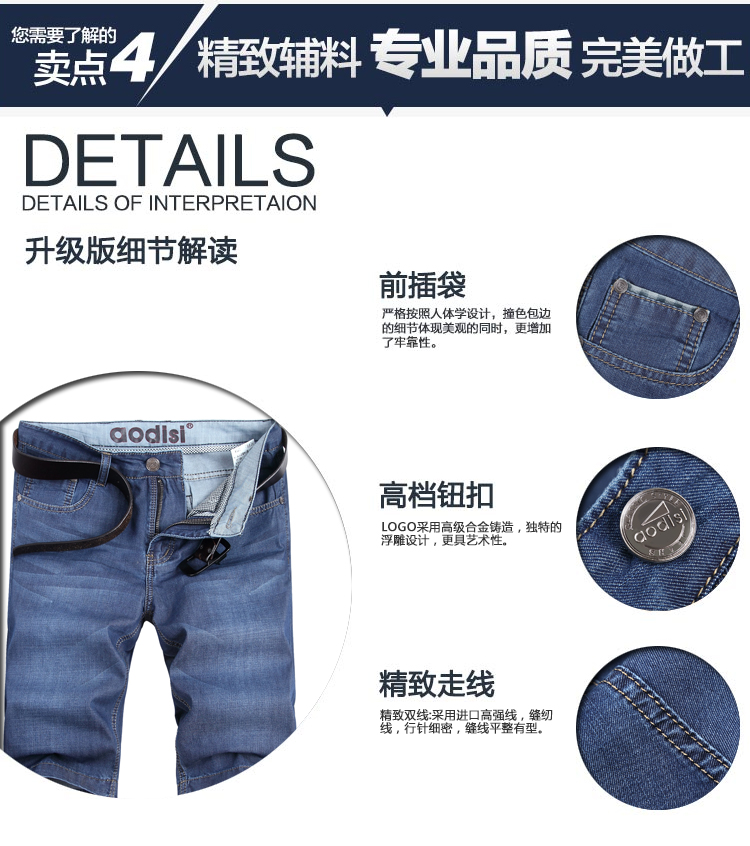 您需要了解的
卖点4
精致辅料 专业品质 完美做工
DETAILS
DETAILS OF INTERPRETAION
升级版细节解读
前插袋
严格按照人体学设计，撞色包边
的细节体现美观的同时，更增加
了牢靠性。
aodisi®
高档钮扣
LOGO采用高级合金铸造，独特的
浮雕设计，更具艺术性。
aodisi
精致走线
精致双线:采用进口高强线，缝纫
线，行针细密，缝线平整有型。